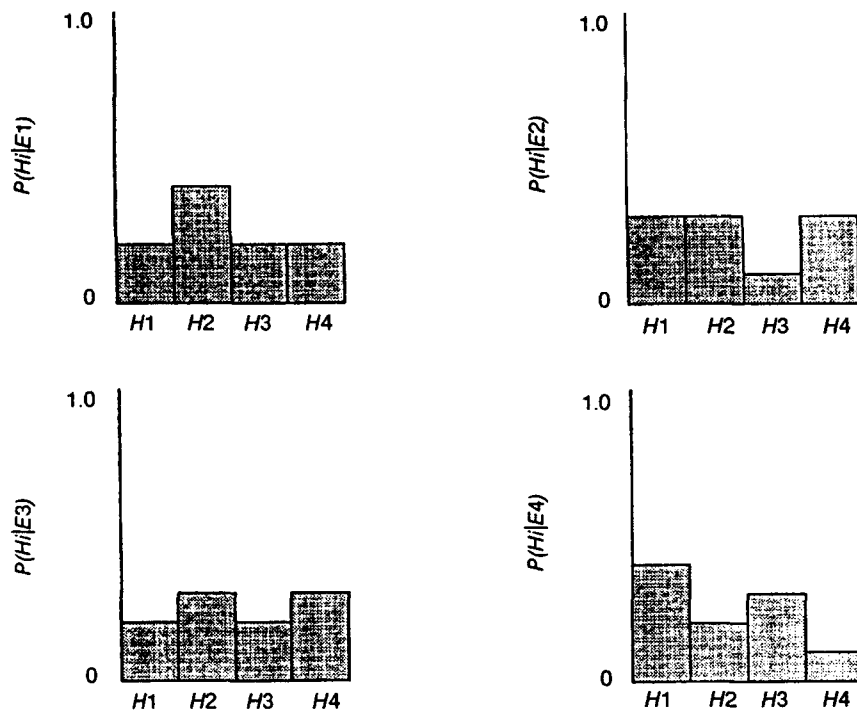 1.0
P(Hi|E1)
0
H1 H2 H3 H4
1.0
P(Hi|E2)
0
H1 H2 H3 H4
1.0
P(Hi|E3)
0
H1 H2 H3 H4
1.0
P(Hi|E4)
0
H1 H2 H3 H4